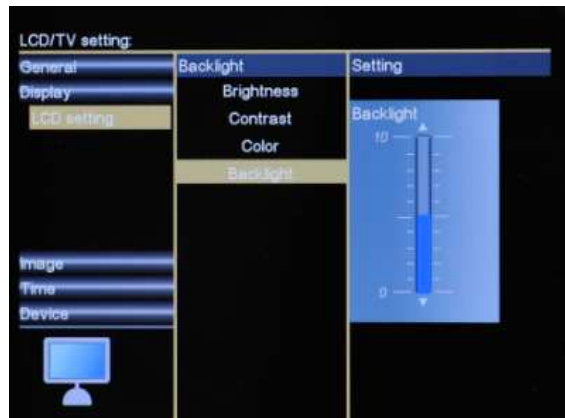 LCD/TV setting:
General
Display
LCD setting
Image
Time
Device
Backlight
Brightness
Contrast
Color
Backlight
Setting
Backlight
10
0